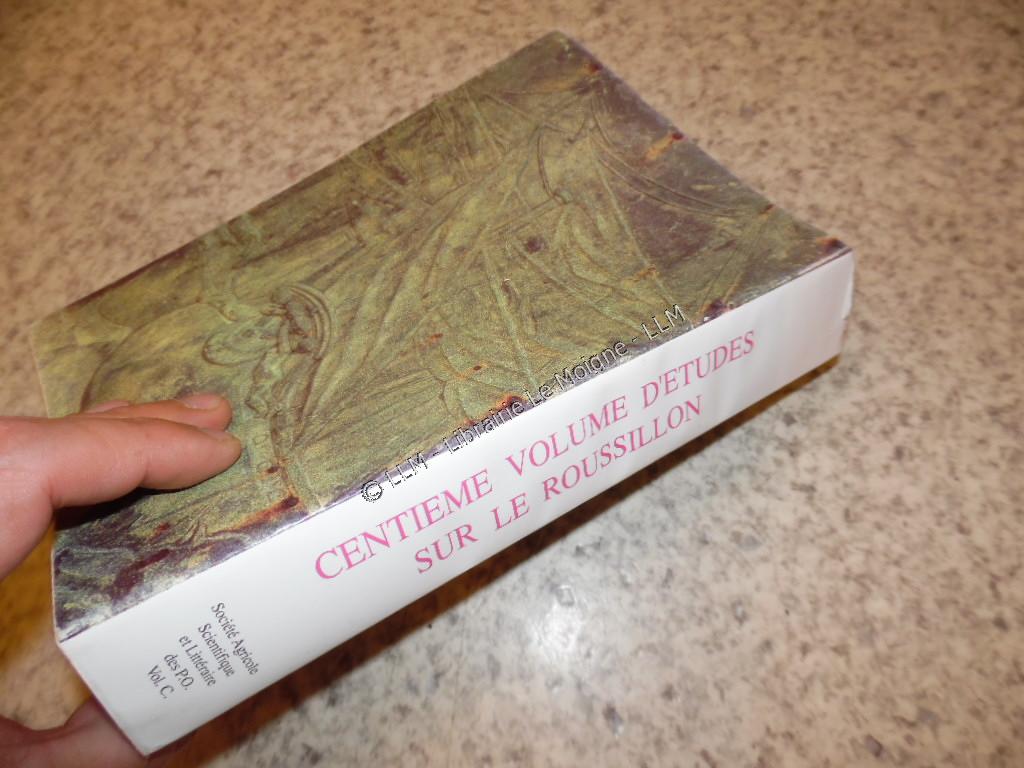 © LLM - Librairie Le Moigne - LLM
CENTIEME VOLUME D'ETUDES
SUR LE ROUSSILLON
Société Agricole
Scientifique
et Littéraire
des P.O.
Vol. C.